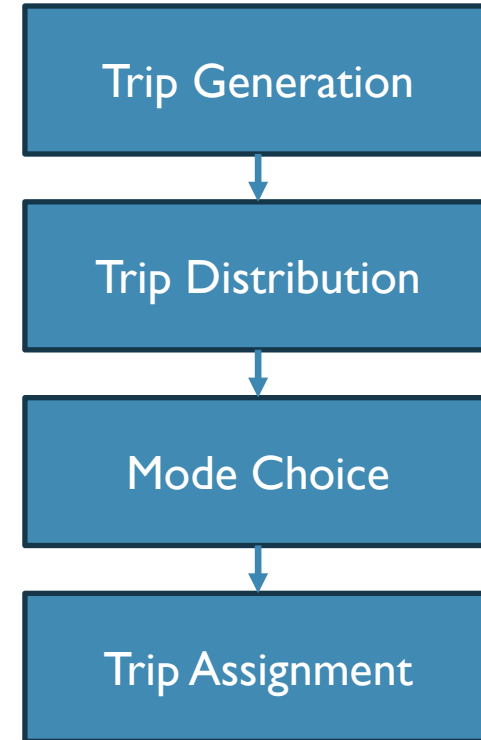 Trip Generation
Trip Distribution
Mode Choice
Trip Assignment